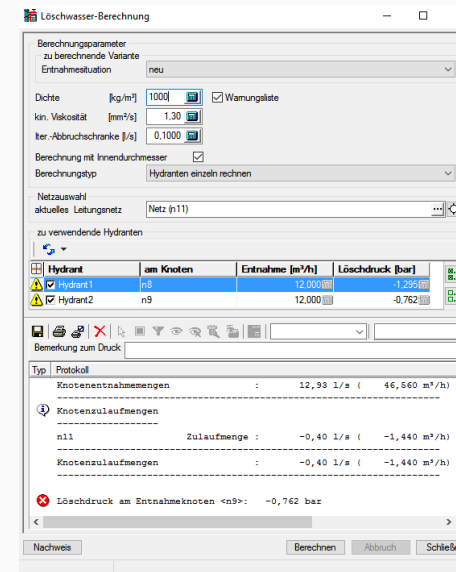 Löschwasser-Berechnung
Berechnungsparameter
zu berechnende Variante
Entnahmesituation neu
Dichte [kg/m³] 1000 Warnungsliste
kin. Viskosität [mm²/s] 1,30
Iter.-Abbruchschranke [l/s] 0,1000
Berechnung mit Innendurchmesser
Berechnungstyp Hydranten einzeln rechnen
Netzauswahl
aktuelles Leitungsnetz Netz (n11) ...
zu verwendende Hydranten
Hydrant am Knoten Entnahme [m³/h] Löschdruck [bar]
Hydrant1 n8 12,000 -1,295
Hydrant2 n9 12,000 -0,762
Bemerkung zum Druck
Typ Protokoll
Knotenentnahmemengen : 12,93 l/s ( 46,560 m³/h)
Knotenzulaufmengen
n11 Zulaufmenge : -0,40 l/s ( -1,440 m³/h)
Knotenzulaufmengen : -0,40 l/s ( -1,440 m³/h)
Löschdruck am Entnahmeknoten <n9>: -0,762 bar
Nachweis Berechnen Abbruch Schließe